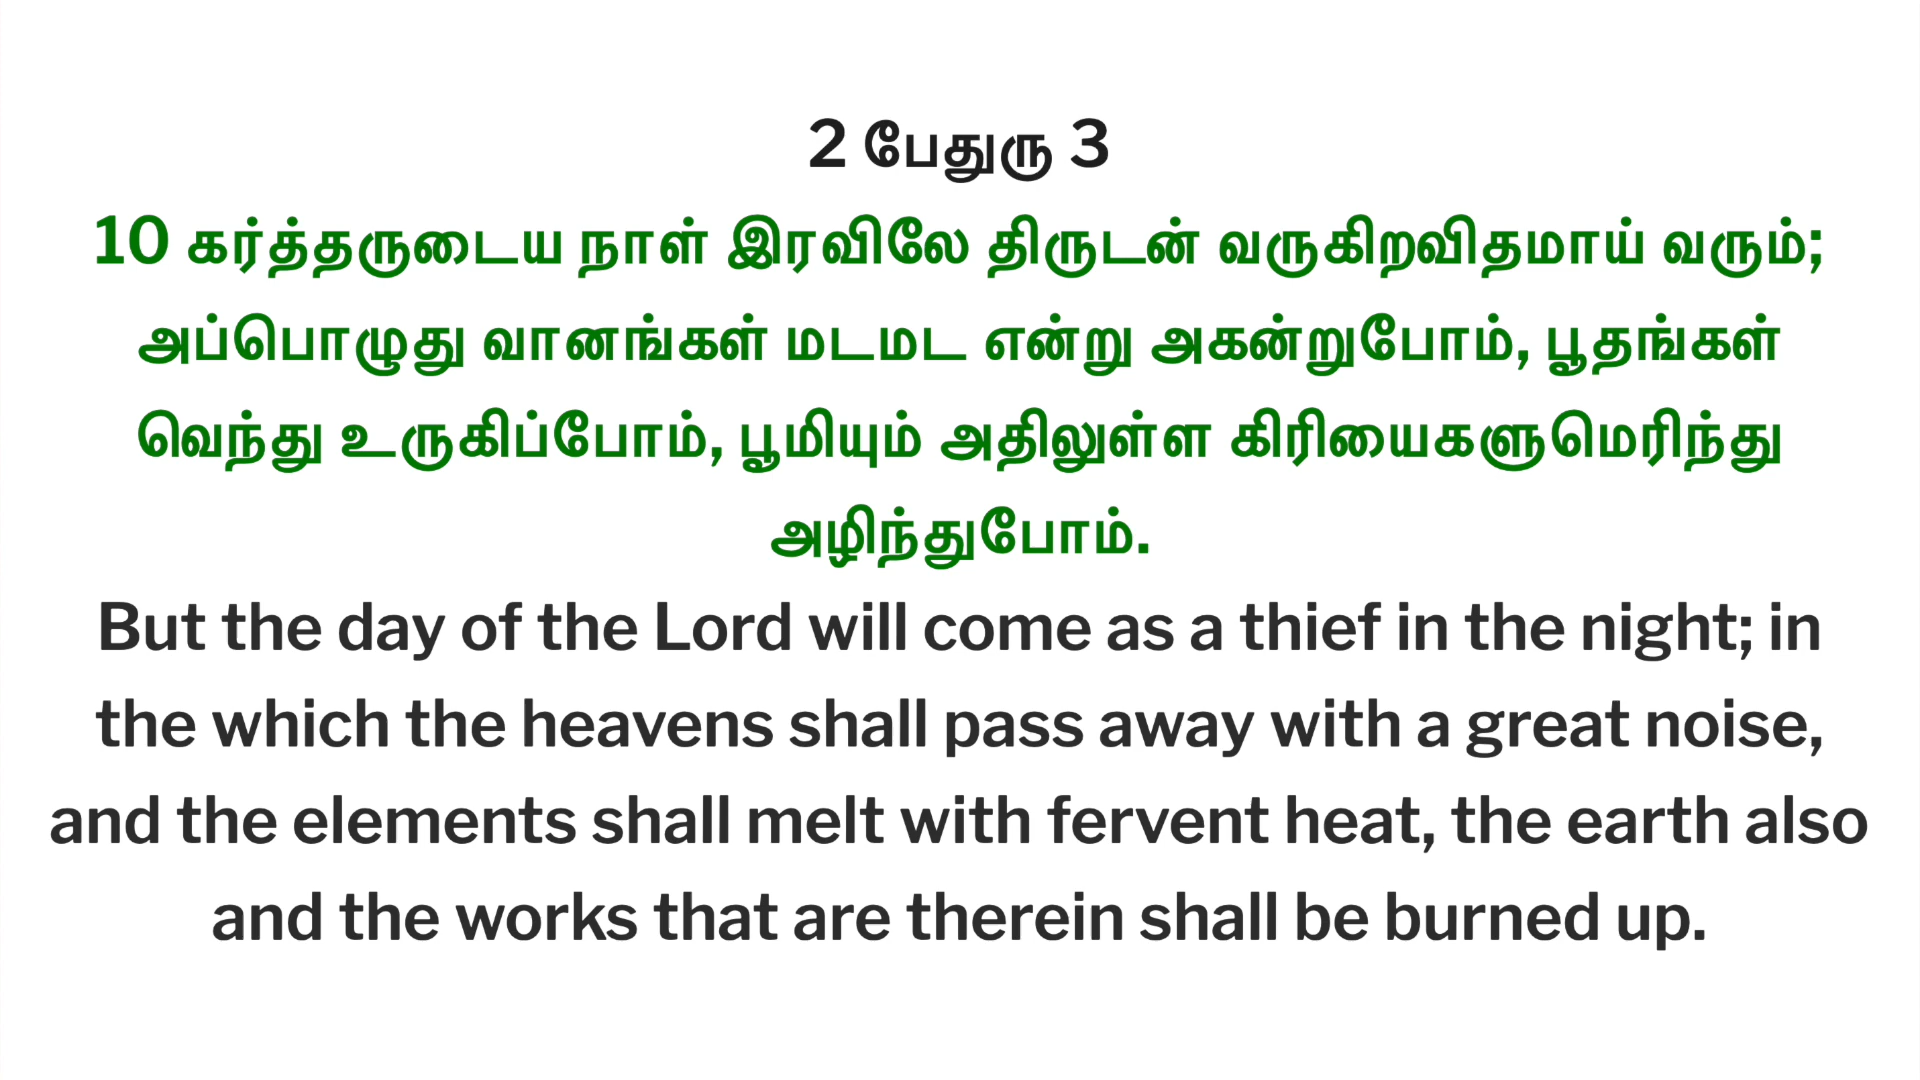 2 பேதுரு 3
10 கர்த்தருடைய நாள் இரவிலே திருடன் வருகிறவிதமாய் வரும்;
அப்பொழுது வானங்கள் மடமட என்று அகன்றுபோம், பூதங்கள்
வெந்து உருகிப்போம், பூமியும் அதிலுள்ள கிரியைகளுமெரிந்து
அழிந்துபோம்.
But the day of the Lord will come as a thief in the night; in
the which the heavens shall pass away with a great noise,
and the elements shall melt with fervent heat, the earth also
and the works that are therein shall be burned up.